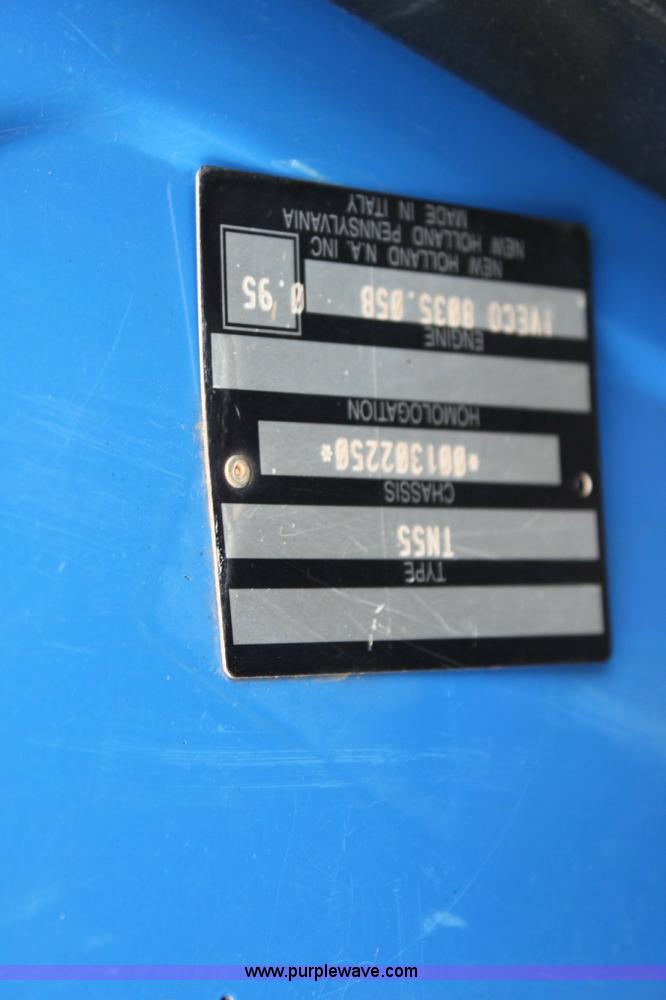 TYPE
TN55
CHASSIS
*001302250*
HOMOLOGATION
ENGINE
IVECO 8035.05B 0.95
NEW HOLLAND N.A. INC
NEW HOLLAND PENNSYLVANIA
MADE IN ITALY
www.purplewave.com